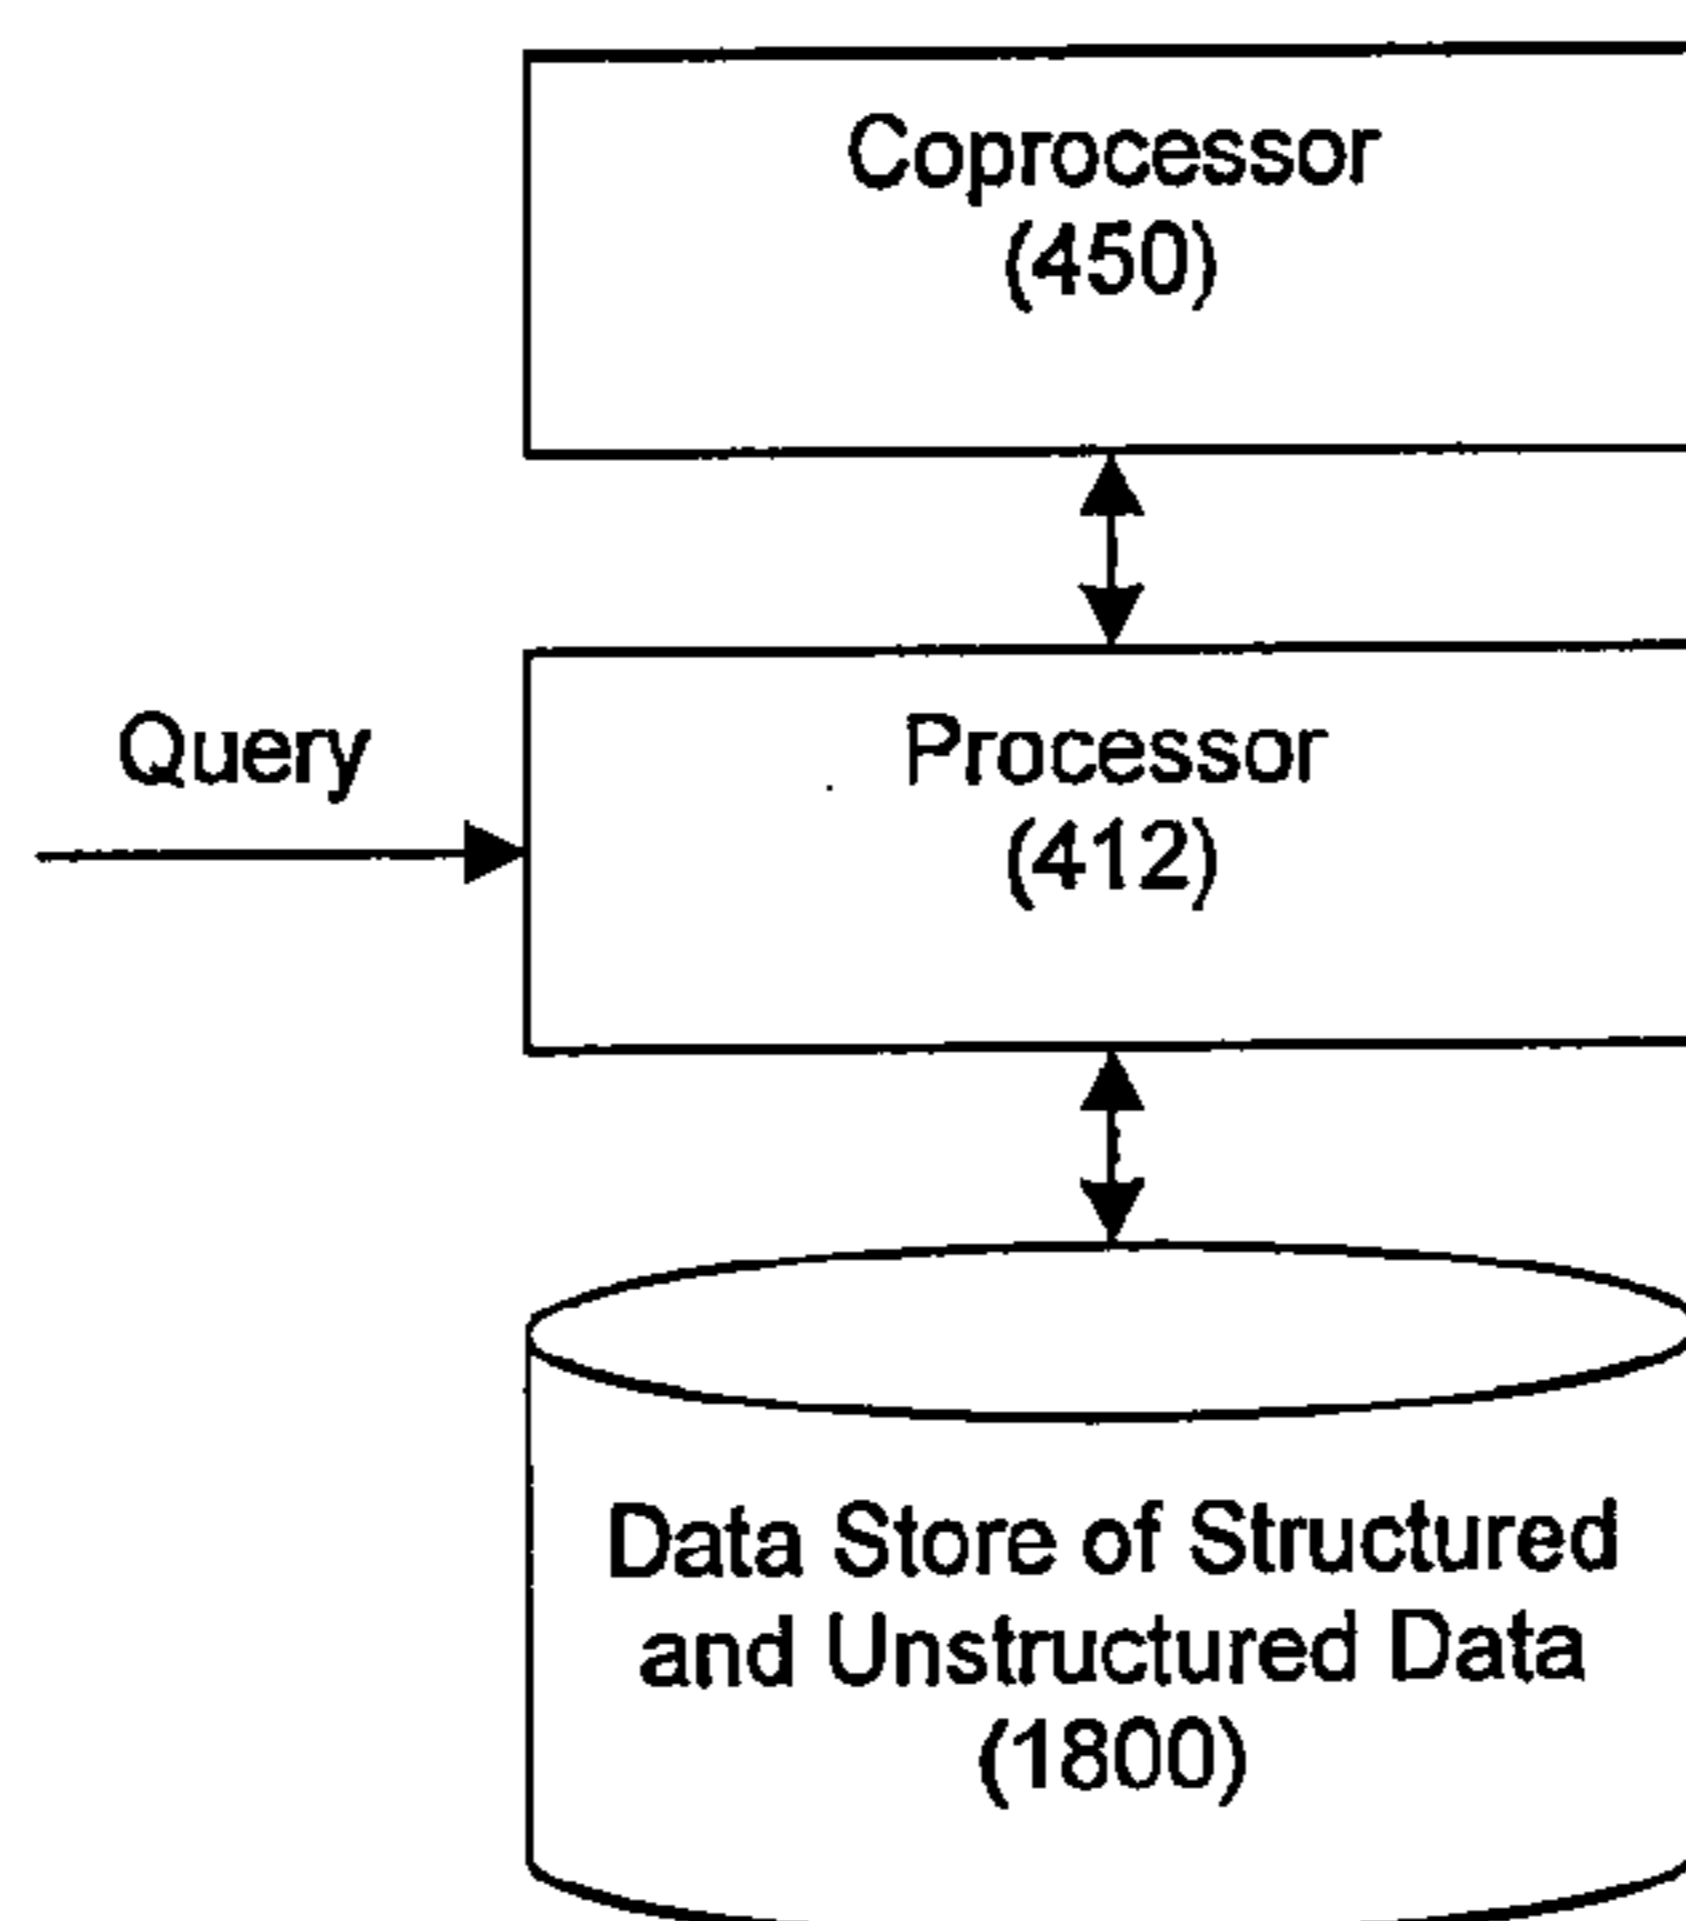 Coprocessor
(450)
Query
Processor
(412)
Data Store of Structured
and Unstructured Data
(1800)